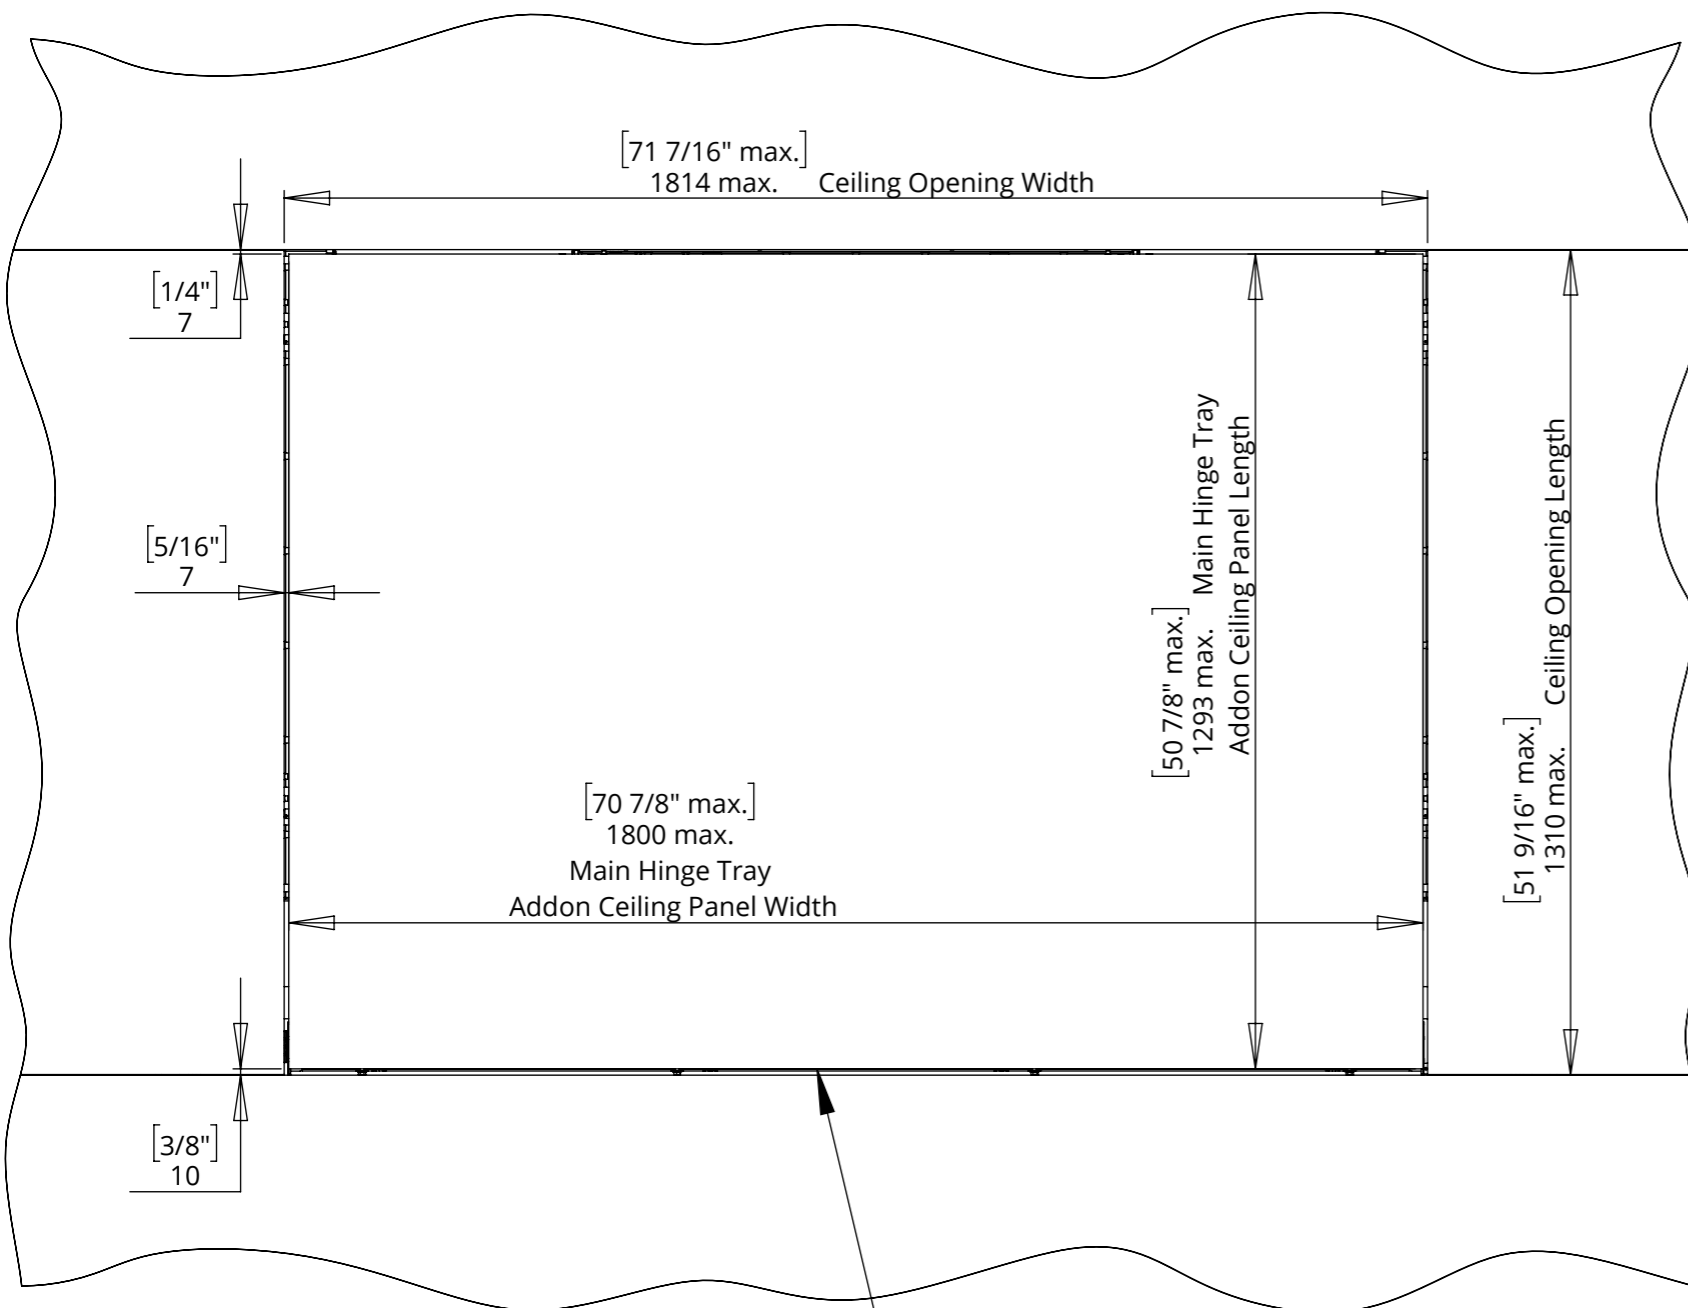 [71 7/16" max.]
1814 max. Ceiling Opening Width
[1/4"]
7
[5/16"]
7
[50 7/8" max.]
1293 max. Main Hinge Tray
Addon Ceiling Panel Length
[51 9/16" max.]
1310 max. Ceiling Opening Length
[70 7/8" max.]
1800 max.
Main Hinge Tray
Addon Ceiling Panel Width
[3/8"]
10